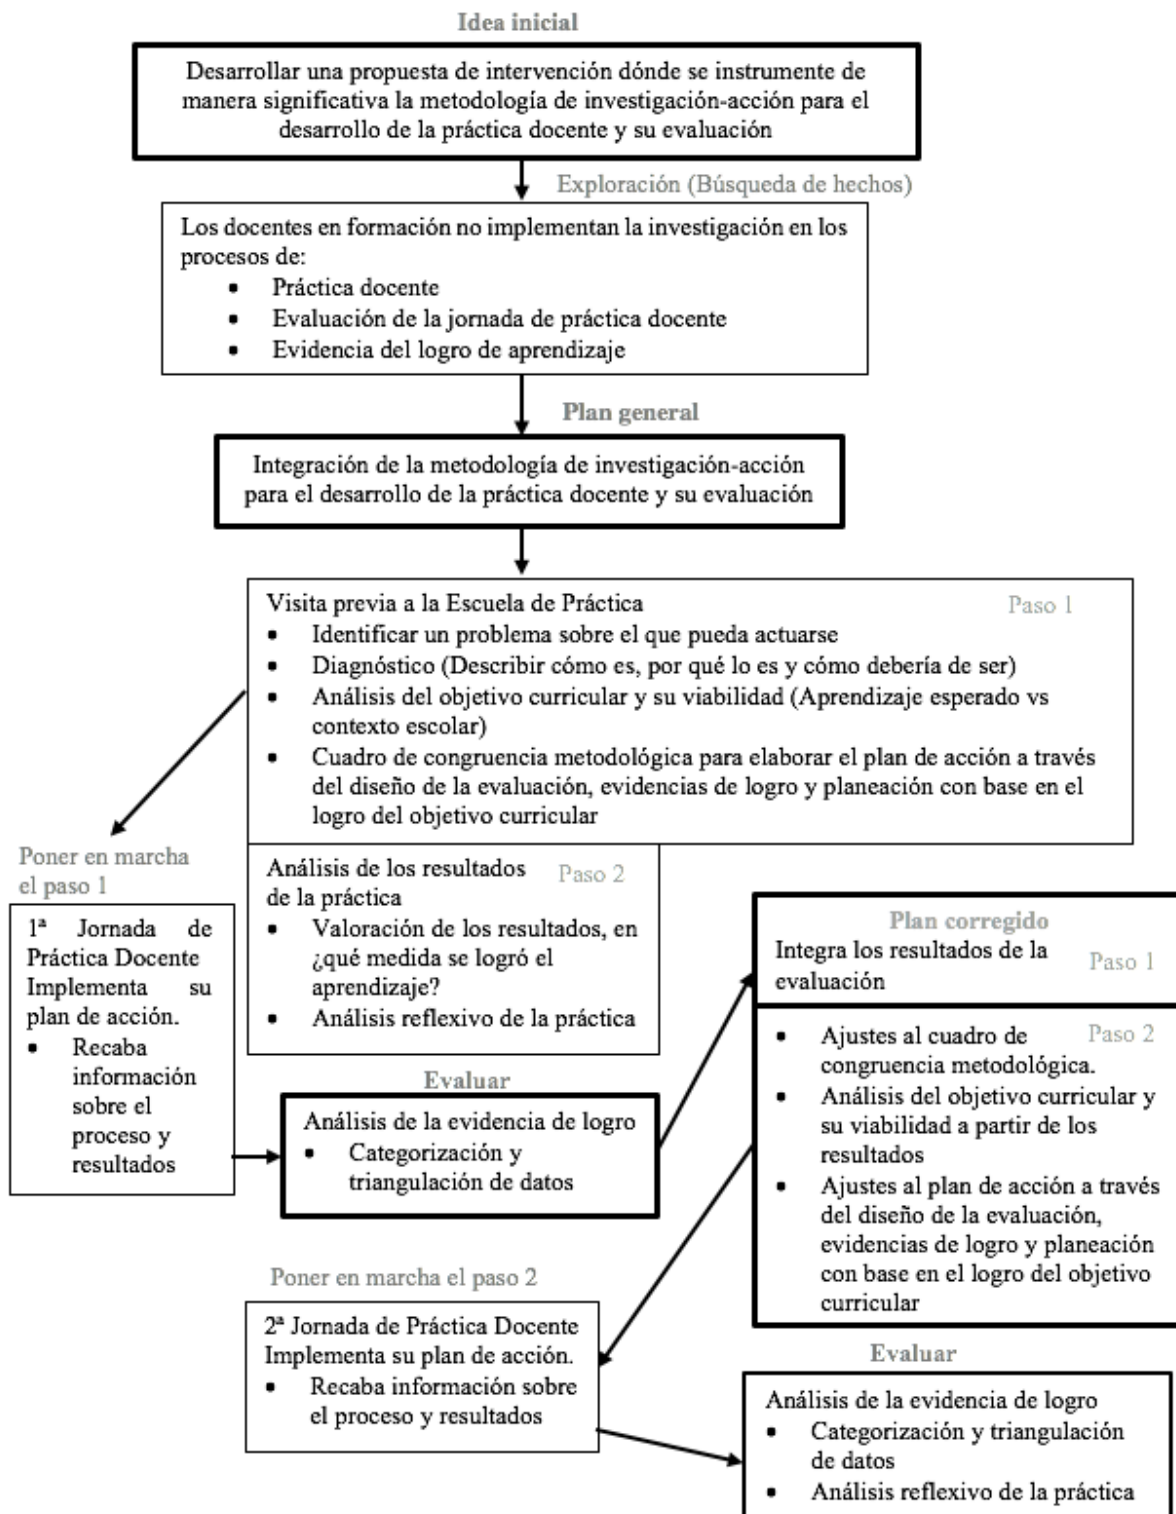 Idea inicial
Desarrollar una propuesta de intervención dónde se instrumente de
manera significativa la metodología de investigación-acción para el
desarrollo de la práctica docente y su evaluación
Exploración (Búsqueda de hechos)
Los docentes en formación no implementan la investigación en los
procesos de:
▪ Práctica docente
▪ Evaluación de la jornada de práctica docente
▪ Evidencia del logro de aprendizaje
Plan general
Integración de la metodología de investigación-acción
para el desarrollo de la práctica docente y su evaluación
Visita previa a la Escuela de Práctica
Paso 1
▪ Identificar un problema sobre el que pueda actuarse
▪ Diagnóstico (Describir cómo es, por qué lo es y cómo debería de ser)
▪ Análisis del objetivo curricular y su viabilidad (Aprendizaje esperado vs
contexto escolar)
▪ Cuadro de congruencia metodológica para elaborar el plan de acción a través
del diseño de la evaluación, evidencias de logro y planeación con base en el
logro del objetivo curricular
Poner en marcha
el paso 1
1ª Jornada de
Práctica Docente
Implementa su
plan de acción.
▪ Recaba
información
sobre el
proceso y
resultados
Análisis de los resultados
de la práctica
Paso 2
▪ Valoración de los resultados, en
¿qué medida se logró el
aprendizaje?
▪ Análisis reflexivo de la práctica
Evaluar
Análisis de la evidencia de logro
▪ Categorización y
triangulación de datos
Plan corregido
Integra los resultados de la
evaluación
Paso 1
▪ Ajustes al cuadro de
congruencia metodológica.
Paso 2
▪ Análisis del objetivo curricular y
su viabilidad a partir de los
resultados
▪ Ajustes al plan de acción a través
del diseño de la evaluación,
evidencias de logro y planeación
con base en el logro del objetivo
curricular
Poner en marcha el paso 2
2ª Jornada de Práctica Docente
Implementa su plan de acción.
▪ Recaba información sobre
el proceso y resultados
Evaluar
Análisis de la evidencia de logro
▪ Categorización y triangulación
de datos
▪ Análisis reflexivo de la práctica